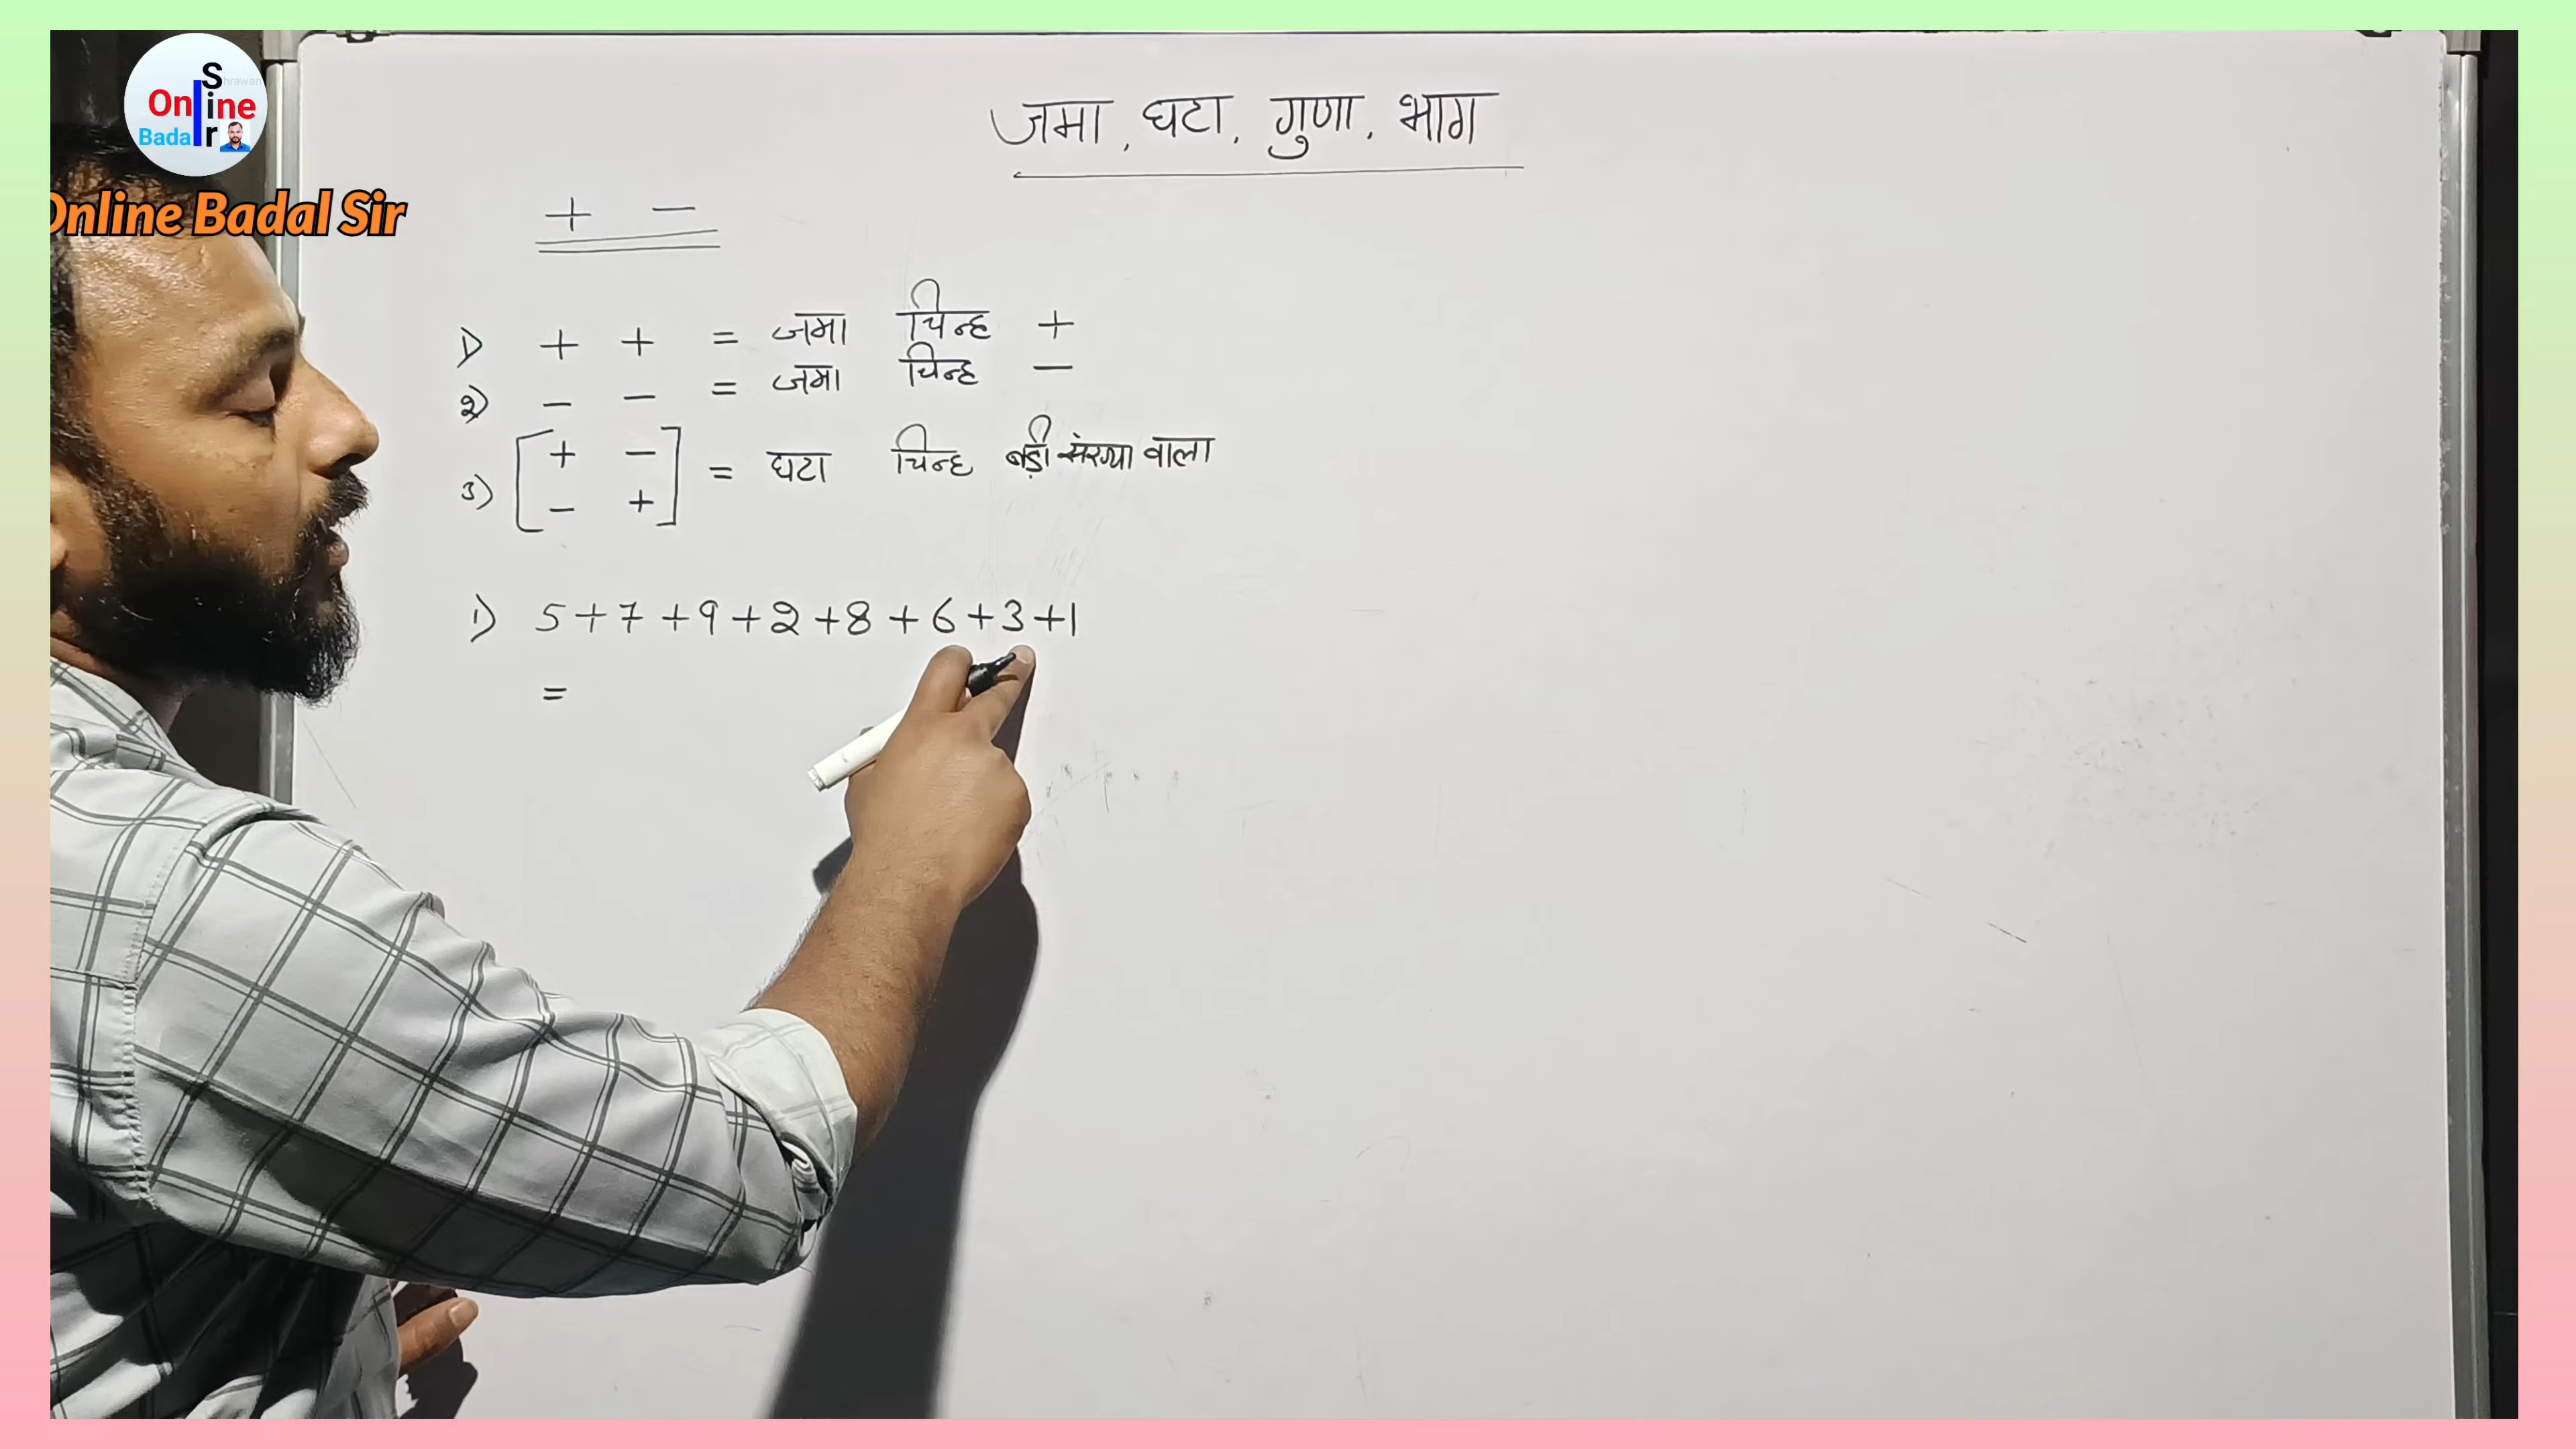 Shrawan
Online
Badal Sir
Online Badal Sir
जमा, घटा, गुणा, भाग
+ -
1) + + = जमा चिन्ह +
2) - - = जमा चिन्ह -
3) [ + - - + ] = घटा चिन्ह बड़ी संख्या वाला
1) 5+7+9+2+8+6+3+1
=